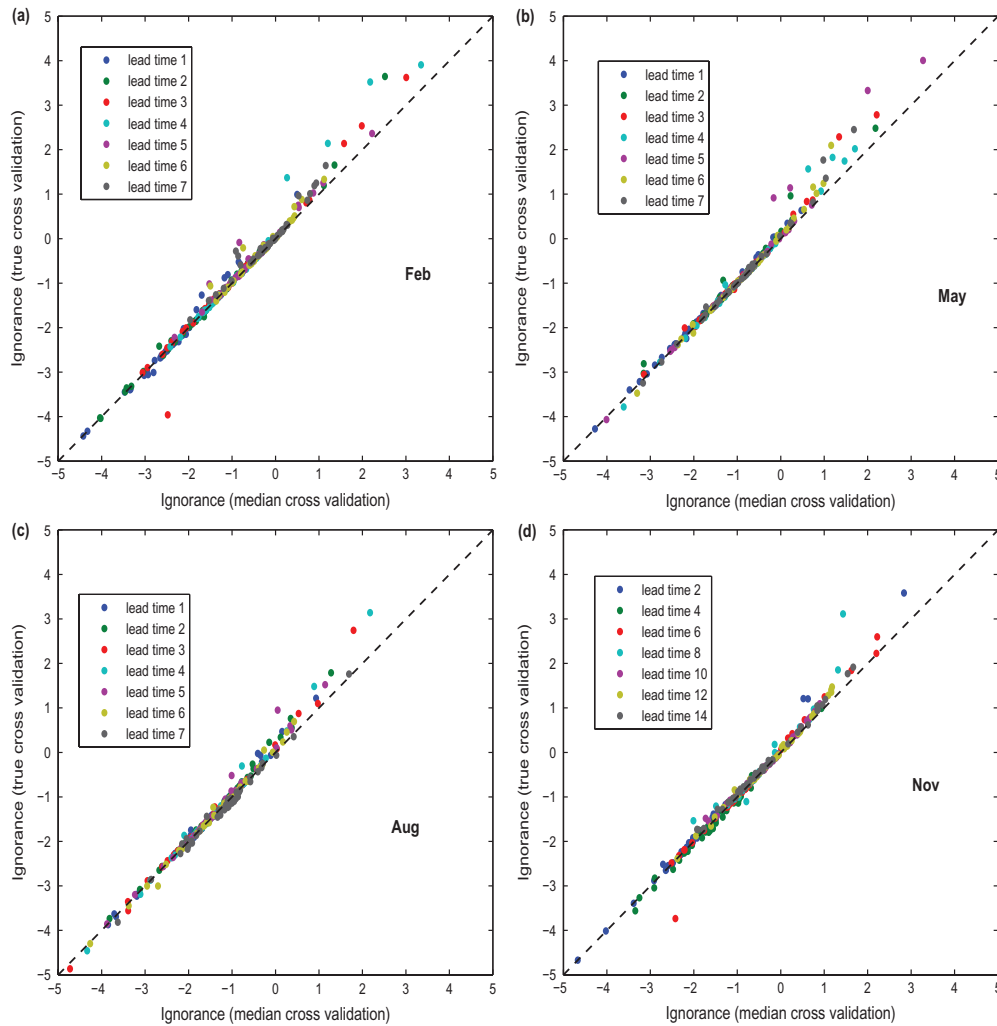 (a)
5
4
3
2
1
0
−1
−2
−3
−4
−5
Ignorance (true cross validation)
lead time 1
lead time 2
lead time 3
lead time 4
lead time 5
lead time 6
lead time 7
Feb
−5 −4 −3 −2 −1 0 1 2 3 4 5
Ignorance (median cross validation)
(b)
5
4
3
2
1
0
−1
−2
−3
−4
−5
Ignorance (true cross validation)
lead time 1
lead time 2
lead time 3
lead time 4
lead time 5
lead time 6
lead time 7
May
−5 −4 −3 −2 −1 0 1 2 3 4 5
Ignorance (median cross validation)
(c)
5
4
3
2
1
0
−1
−2
−3
−4
−5
Ignorance (true cross validation)
lead time 1
lead time 2
lead time 3
lead time 4
lead time 5
lead time 6
lead time 7
Aug
−5 −4 −3 −2 −1 0 1 2 3 4 5
Ignorance (median cross validation)
(d)
5
4
3
2
1
0
−1
−2
−3
−4
−5
Ignorance (true cross validation)
lead time 2
lead time 4
lead time 6
lead time 8
lead time 10
lead time 12
lead time 14
Nov
−5 −4 −3 −2 −1 0 1 2 3 4 5
Ignorance (median cross validation)